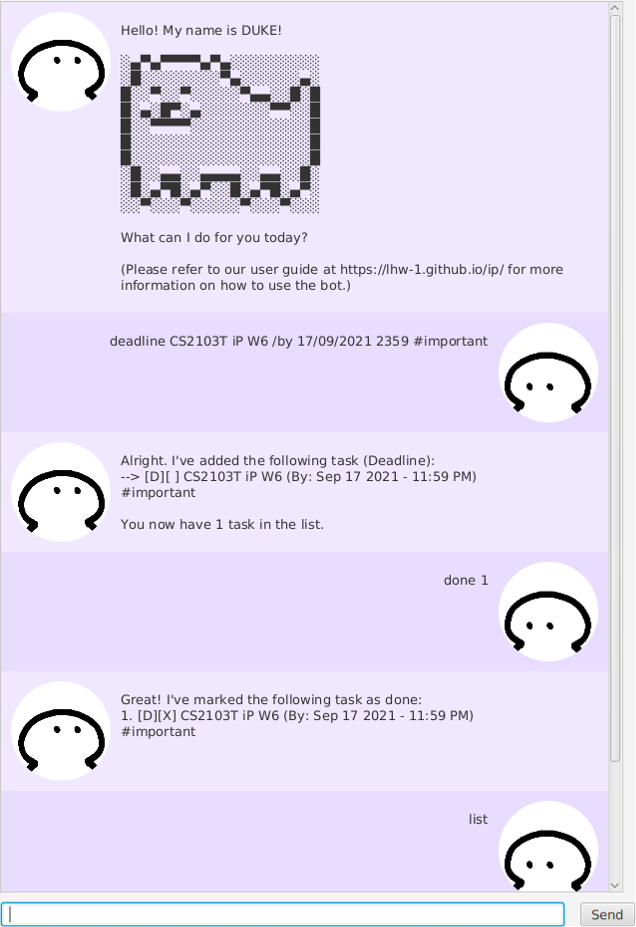 Hello! My name is DUKE!
What can I do for you today?
(Please refer to our user guide at https://lhw-1.github.io/ip/ for more
information on how to use the bot.)
deadline CS2103T iP W6 /by 17/09/2021 2359 #important
Alright. I've added the following task (Deadline):
--> [D][ ] CS2103T iP W6 (By: Sep 17 2021 - 11:59 PM)
#important
You now have 1 task in the list.
done 1
Great! I've marked the following task as done:
1. [D][X] CS2103T iP W6 (By: Sep 17 2021 - 11:59 PM)
#important
list
Send